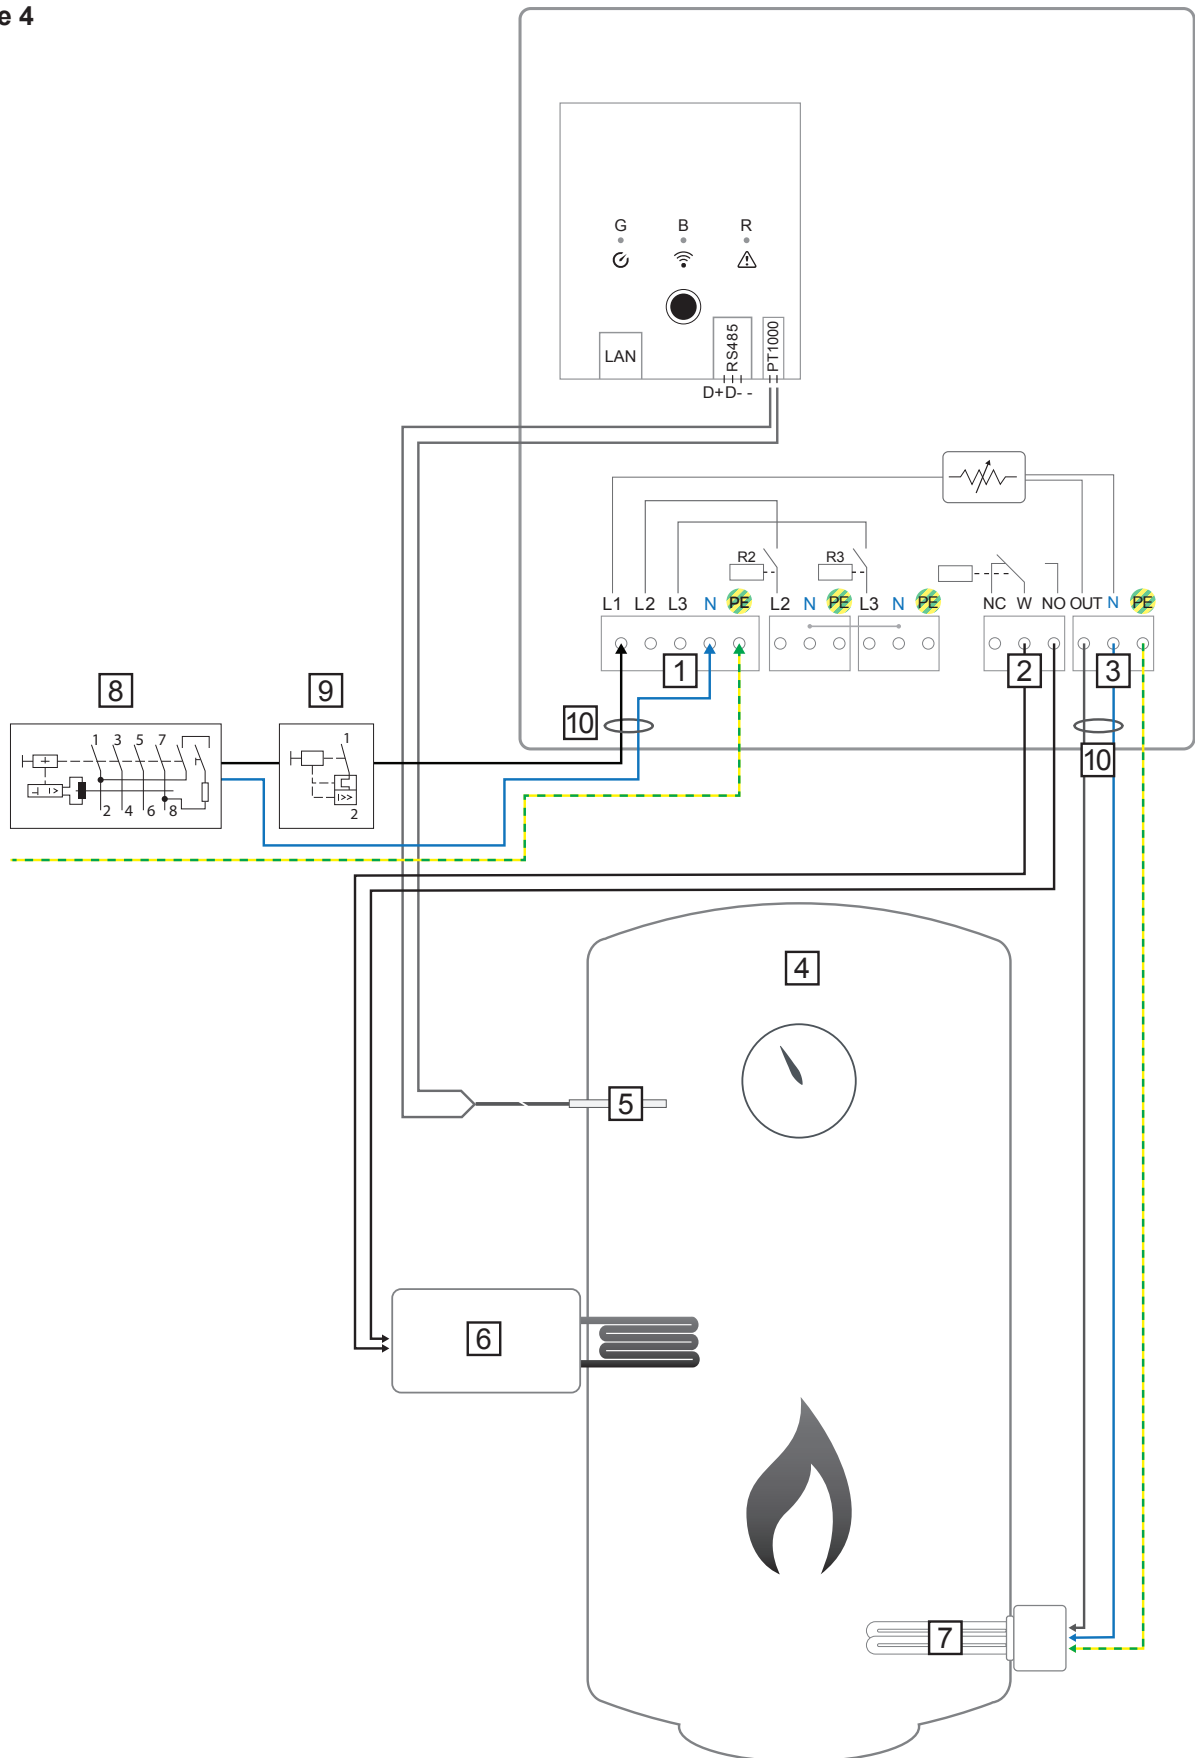 e 4
G B R
LAN
RS485
PT1000
D+D- -
R2 R3
L1 L2 L3 N PE L2 N PE L3 N PE NC W NO OUT N PE
1 2 3
8 9
10
10
1 3 5 7
2 4 6 8
I>
1
I>>
2
4
5
6
7